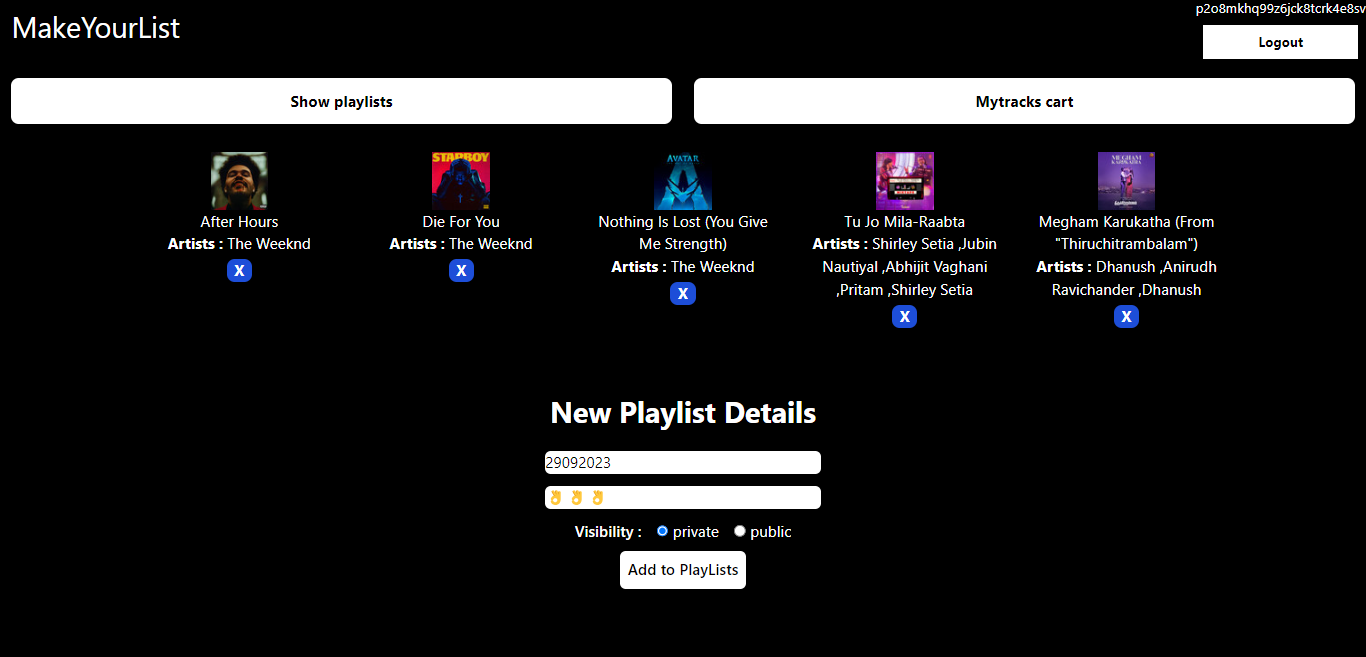 p2o8mkhq99z6jck8tcrk4e8sv
MakeYourList
Logout
Show playlists
Mytracks cart
STARBOY
AVATAR
MEGHAM
KARUKATHA
MIXTAPE
After Hours
Artists : The Weeknd
X
Die For You
Artists : The Weeknd
X
Nothing Is Lost (You Give
Me Strength)
Artists : The Weeknd
X
Tu Jo Mila-Raabta
Artists : Shirley Setia ,Jubin
Nautiyal ,Abhijit Vaghani
,Pritam ,Shirley Setia
X
Megham Karukatha (From
"Thiruchitrambalam")
Artists : Dhanush ,Anirudh
Ravichander ,Dhanush
X
New Playlist Details
29092023
👌 👌 👌
Visibility : private public
Add to PlayLists